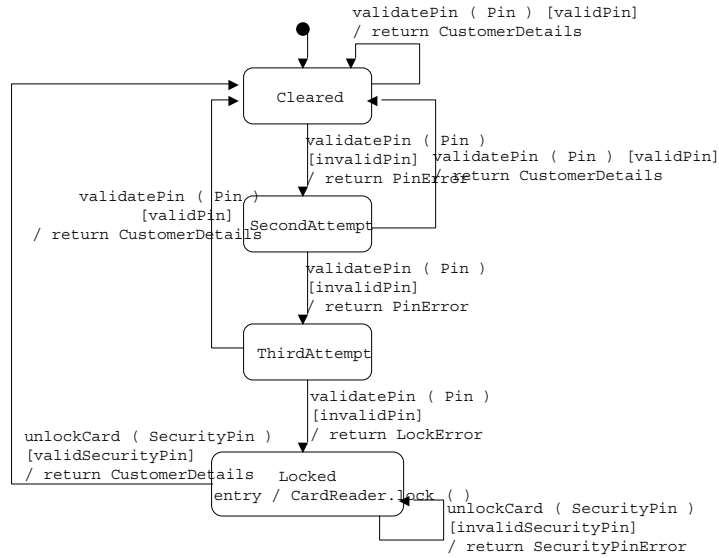 validatePin ( Pin ) [validPin]
/ return CustomerDetails
Cleared
validatePin ( Pin )
[invalidPin]
/ return PinError
validatePin ( Pin ) [validPin]
/ return CustomerDetails
validatePin ( Pin )
[validPin]
/ return CustomerDetails
SecondAttempt
validatePin ( Pin )
[invalidPin]
/ return PinError
ThirdAttempt
validatePin ( Pin )
[invalidPin]
/ return LockError
unlockCard ( SecurityPin )
[validSecurityPin]
/ return CustomerDetails
Locked
entry / CardReader.lock ( )
unlockCard ( SecurityPin )
[invalidSecurityPin]
/ return SecurityPinError